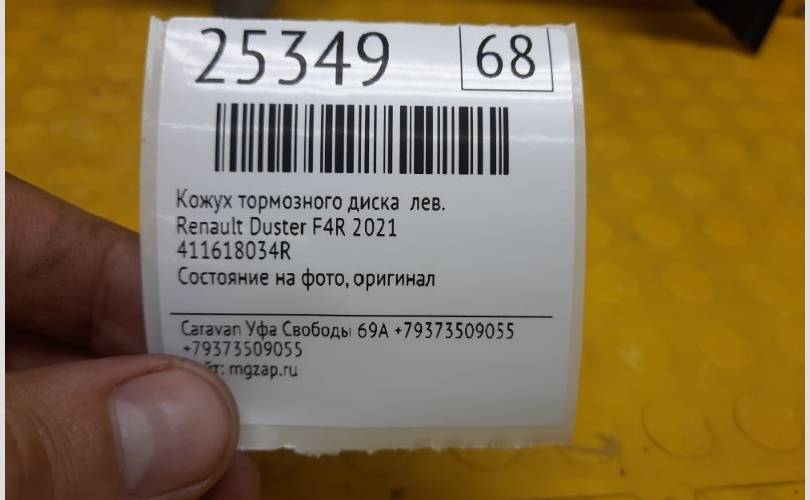 25349 68
Кожух тормозного диска лев.
Renault Duster F4R 2021
411618034R
Состояние на фото, оригинал
Caravan Уфа Свободы 69А +79373509055
+79373509055
mgzap.ru